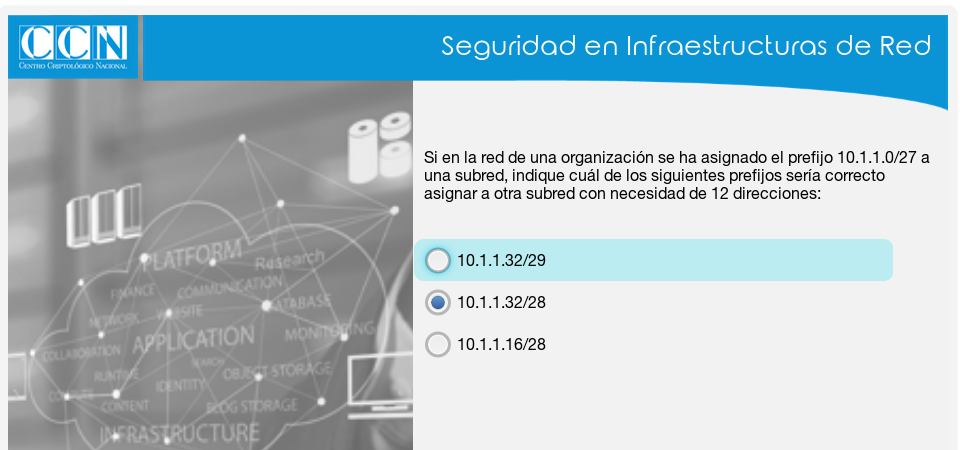 CCN
CENTRO CRIPTOLÓGICO NACIONAL
Seguridad en Infraestructuras de Red
Si en la red de una organización se ha asignado el prefijo 10.1.1.0/27 a
una subred, indique cuál de los siguientes prefijos sería correcto
asignar a otra subred con necesidad de 12 direcciones:
10.1.1.32/29
10.1.1.32/28
10.1.1.16/28
PLATFORM
Research
FINANCE
COMMUNICATION
DATABASE
NETWORK
WEBSITE
APPLICATION
MONITORING
COLLABORATION
SEARCH
RUNTIME
IDENTITY
OBJECT STORAGE
COMPUTE
CONTENT
BLOG STORAGE
INFRASTRUCTURE